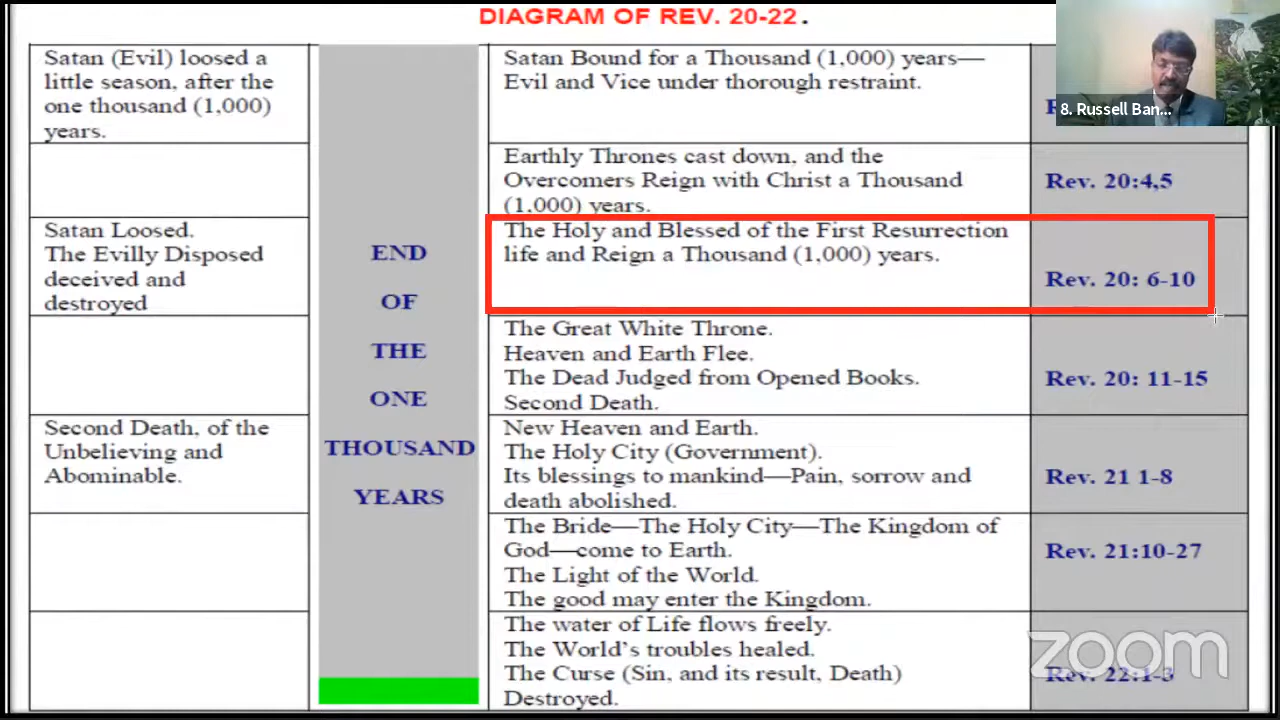 DIAGRAM OF REV. 20-22.
8. Russell Ban...
Satan (Evil) loosed a
little season, after the
one thousand (1,000)
years.
Satan Bound for a Thousand (1,000) years—
Evil and Vice under thorough restraint.
Earthly Thrones cast down, and the
Overcomers Reign with Christ a Thousand
(1,000) years.
Rev. 20:4,5
Satan Loosed.
The Evilly Disposed
deceived and
destroyed
The Holy and Blessed of the First Resurrection
life and Reign a Thousand (1,000) years.
Rev. 20: 6-10
END
OF
THE
ONE
THOUSAND
YEARS
The Great White Throne.
Heaven and Earth Flee.
The Dead Judged from Opened Books.
Second Death.
Rev. 20: 11-15
Second Death, of the
Unbelieving and
Abominable.
New Heaven and Earth.
The Holy City (Government).
Its blessings to mankind—Pain, sorrow and
death abolished.
Rev. 21 1-8
The Bride—The Holy City—The Kingdom of
God—come to Earth.
The Light of the World.
The good may enter the Kingdom.
Rev. 21:10-27
The water of Life flows freely.
The World's troubles healed.
The Curse (Sin, and its result, Death)
Destroyed.
Rev. 22:1-3
zoom